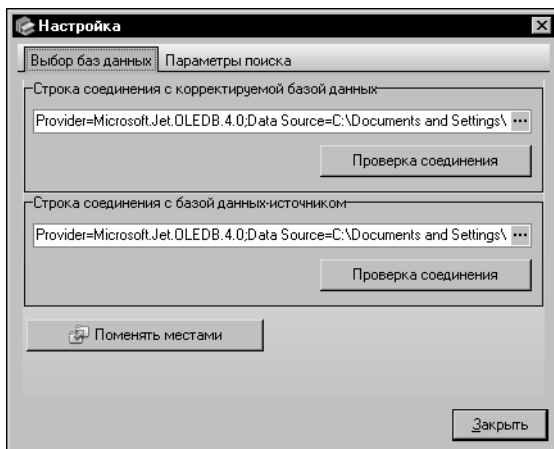 Настройка
Выбор баз данных Параметры поиска
Строка соединения с корректируемой базой данных
Provider=Microsoft.Jet.OLEDB.4.0;Data Source=C:\Documents and Settings\ ...
Проверка соединения
Строка соединения с базой данных-источником
Provider=Microsoft.Jet.OLEDB.4.0;Data Source=C:\Documents and Settings\ ...
Проверка соединения
Поменять местами
Закрыть